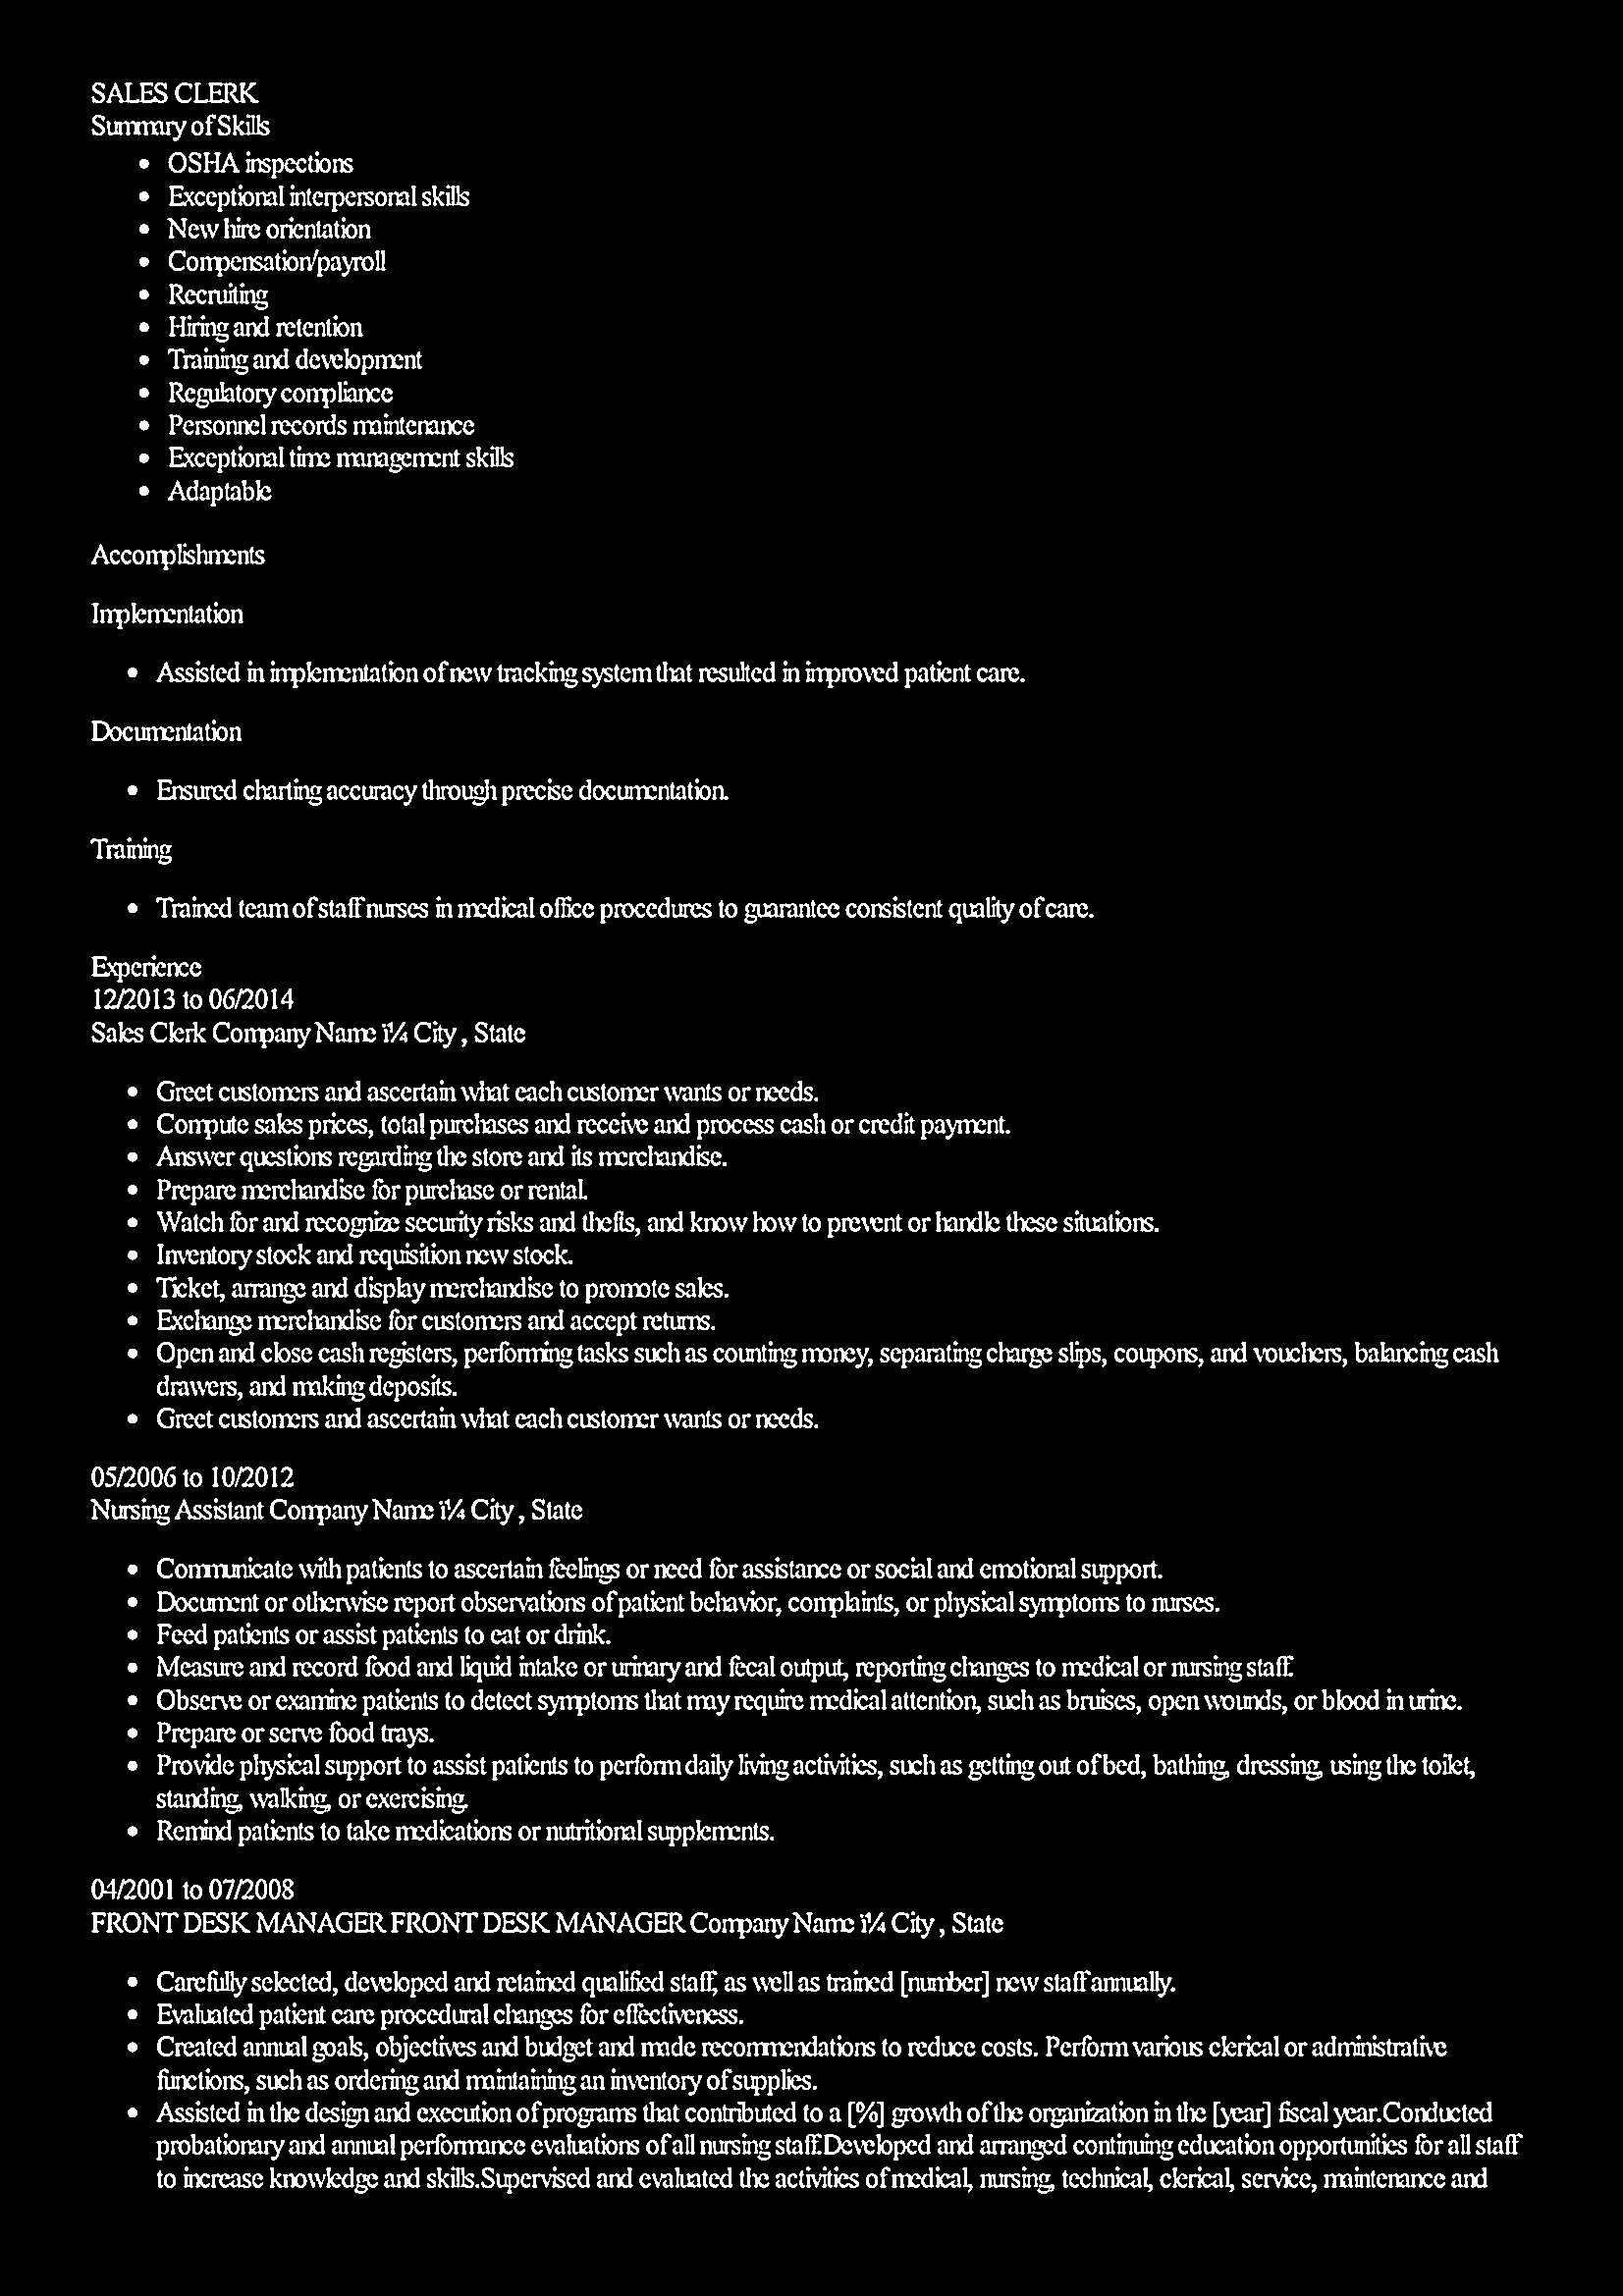 SALES CLERK
Summary of Skills
• OSHA inspections
• Exceptional interpersonal skills
• New hire orientation
• Compensation/payroll
• Recruiting
• Hiring and retention
• Training and development
• Regulatory compliance
• Personnel records maintenance
• Exceptional time management skills
• Adaptable
Accomplishments
Implementation
• Assisted in implementation of new tracking system that resulted in improved patient care.
Documentation
• Ensured charting accuracy through precise documentation.
Training
• Trained team of staff nurses in medical office procedures to guarantee consistent quality of care.
Experience
12/2013 to 06/2014
Sales Clerk Company Name ï¼ City , State
• Greet customers and ascertain what each customer wants or needs.
• Compute sales prices, total purchases and receive and process cash or credit payment.
• Answer questions regarding the store and its merchandise.
• Prepare merchandise for purchase or rental.
• Watch for and recognize security risks and thefts, and know how to prevent or handle these situations.
• Inventory stock and requisition new stock.
• Ticket, arrange and display merchandise to promote sales.
• Exchange merchandise for customers and accept returns.
• Open and close cash registers, performing tasks such as counting money, separating charge slips, coupons, and vouchers, balancing cash
drawers, and making deposits.
• Greet customers and ascertain what each customer wants or needs.
05/2006 to 10/2012
Nursing Assistant Company Name ï¼ City , State
• Communicate with patients to ascertain feelings or need for assistance or social and emotional support.
• Document or otherwise report observations of patient behavior, complaints, or physical symptoms to nurses.
• Feed patients or assist patients to eat or drink.
• Measure and record food and liquid intake or urinary and fecal output, reporting changes to medical or nursing staff.
• Observe or examine patients to detect symptoms that may require medical attention, such as bruises, open wounds, or blood in urine.
• Prepare or serve food trays.
• Provide physical support to assist patients to perform daily living activities, such as getting out of bed, bathing, dressing, using the toilet,
standing, walking, or exercising.
• Remind patients to take medications or nutritional supplements.
04/2001 to 07/2008
FRONT DESK MANAGER FRONT DESK MANAGER Company Name ï¼ City , State
• Carefully selected, developed and retained qualified staff, as well as trained [number] new staff annually.
• Evaluated patient care procedural changes for effectiveness.
• Created annual goals, objectives and budget and made recommendations to reduce costs. Perform various clerical or administrative
functions, such as ordering and maintaining an inventory of supplies.
• Assisted in the design and execution of programs that contributed to a [%] growth of the organization in the [year] fiscal year.Conducted
probationary and annual performance evaluations of all nursing staff.Developed and arranged continuing education opportunities for all staff
to increase knowledge and skills.Supervised and evaluated the activities of medical, nursing, technical, clerical, service, maintenance and